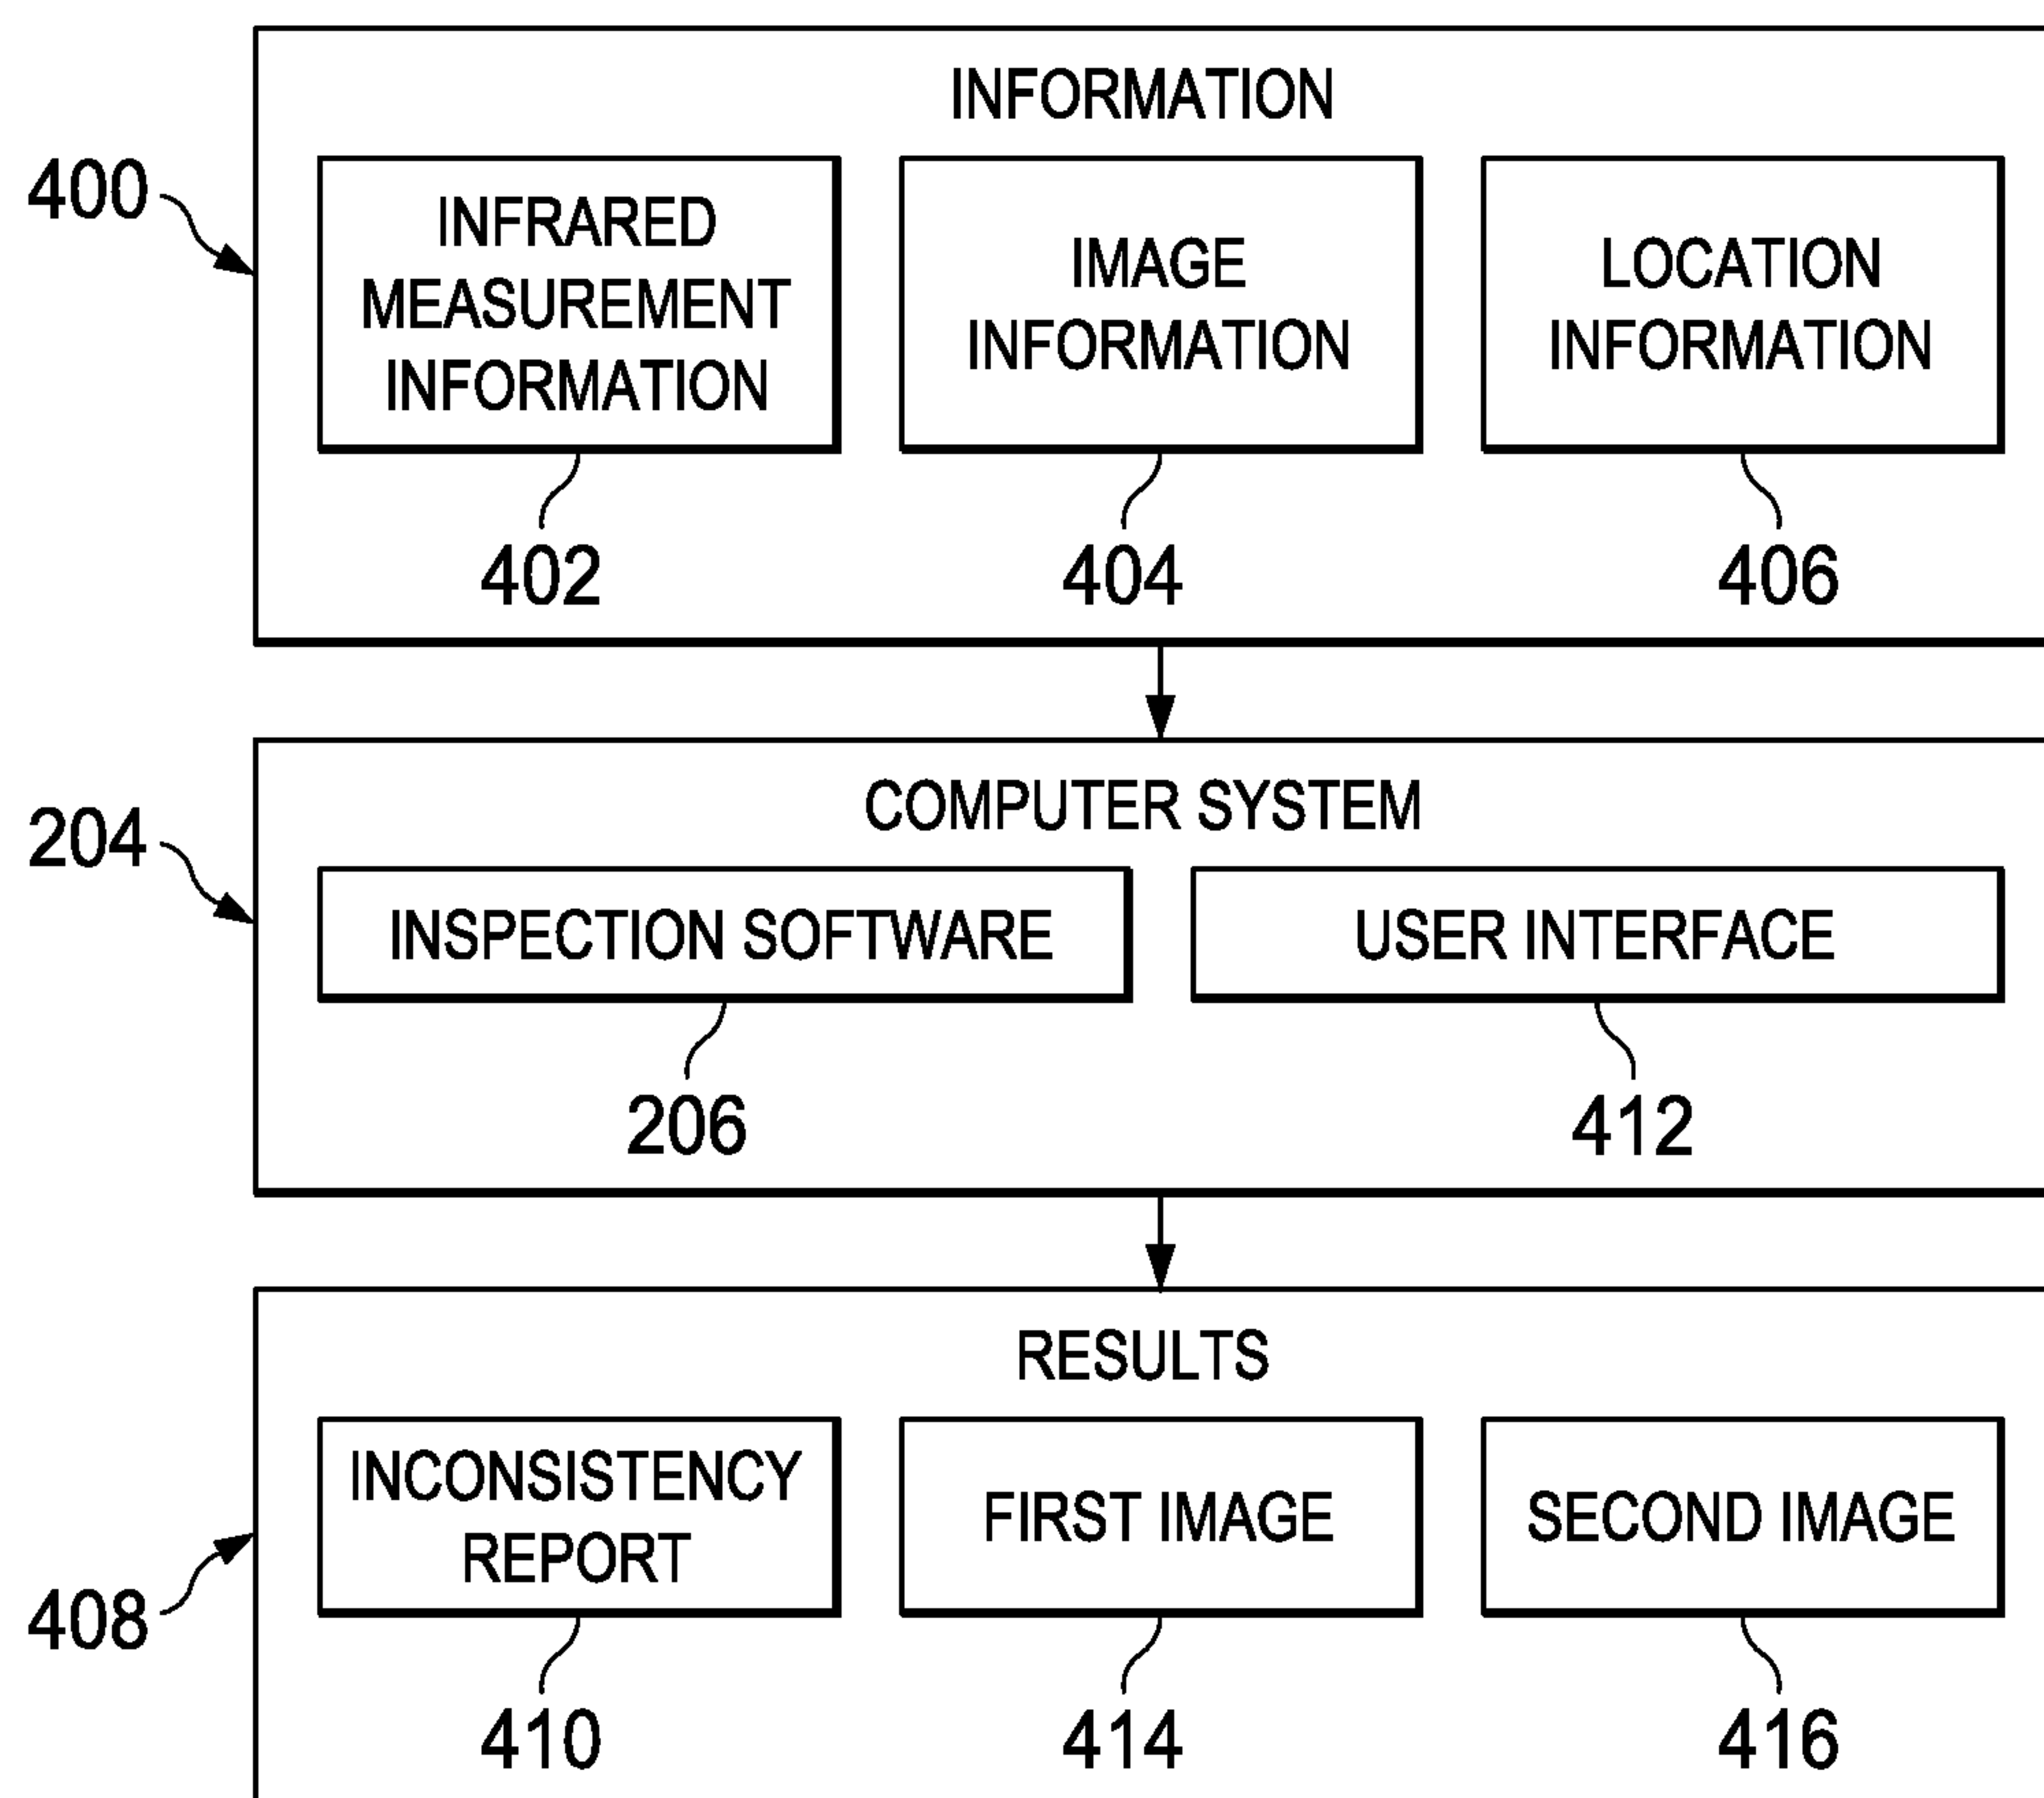 INFORMATION
400
INFRARED
MEASUREMENT
INFORMATION
IMAGE
INFORMATION
LOCATION
INFORMATION
402
404
406
COMPUTER SYSTEM
204
INSPECTION SOFTWARE
USER INTERFACE
206
412
RESULTS
INCONSISTENCY
REPORT
FIRST IMAGE
SECOND IMAGE
408
410
414
416